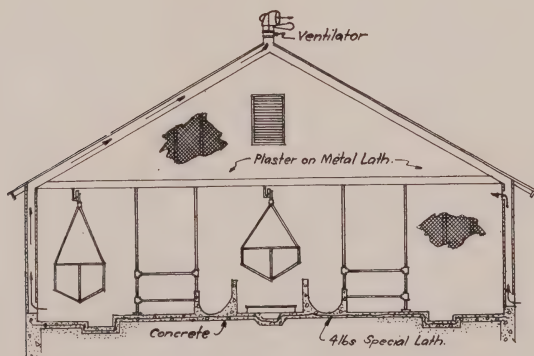 Ventilator
Plaster on Metal Lath.
Concrete
4lbs Special Lath.